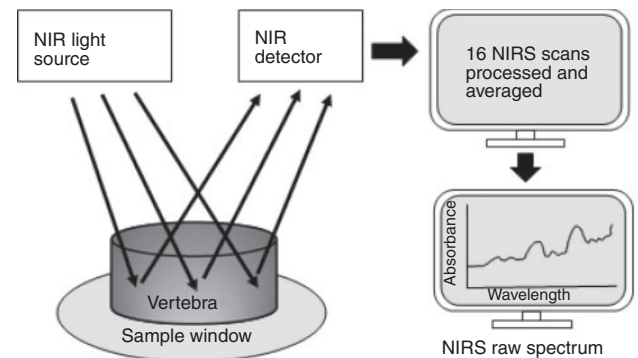 NIR light
source
NIR
detector
16 NIRS scans
processed and
averaged
Vertebra
Sample window
Absorbance
Wavelength
NIRS raw spectrum